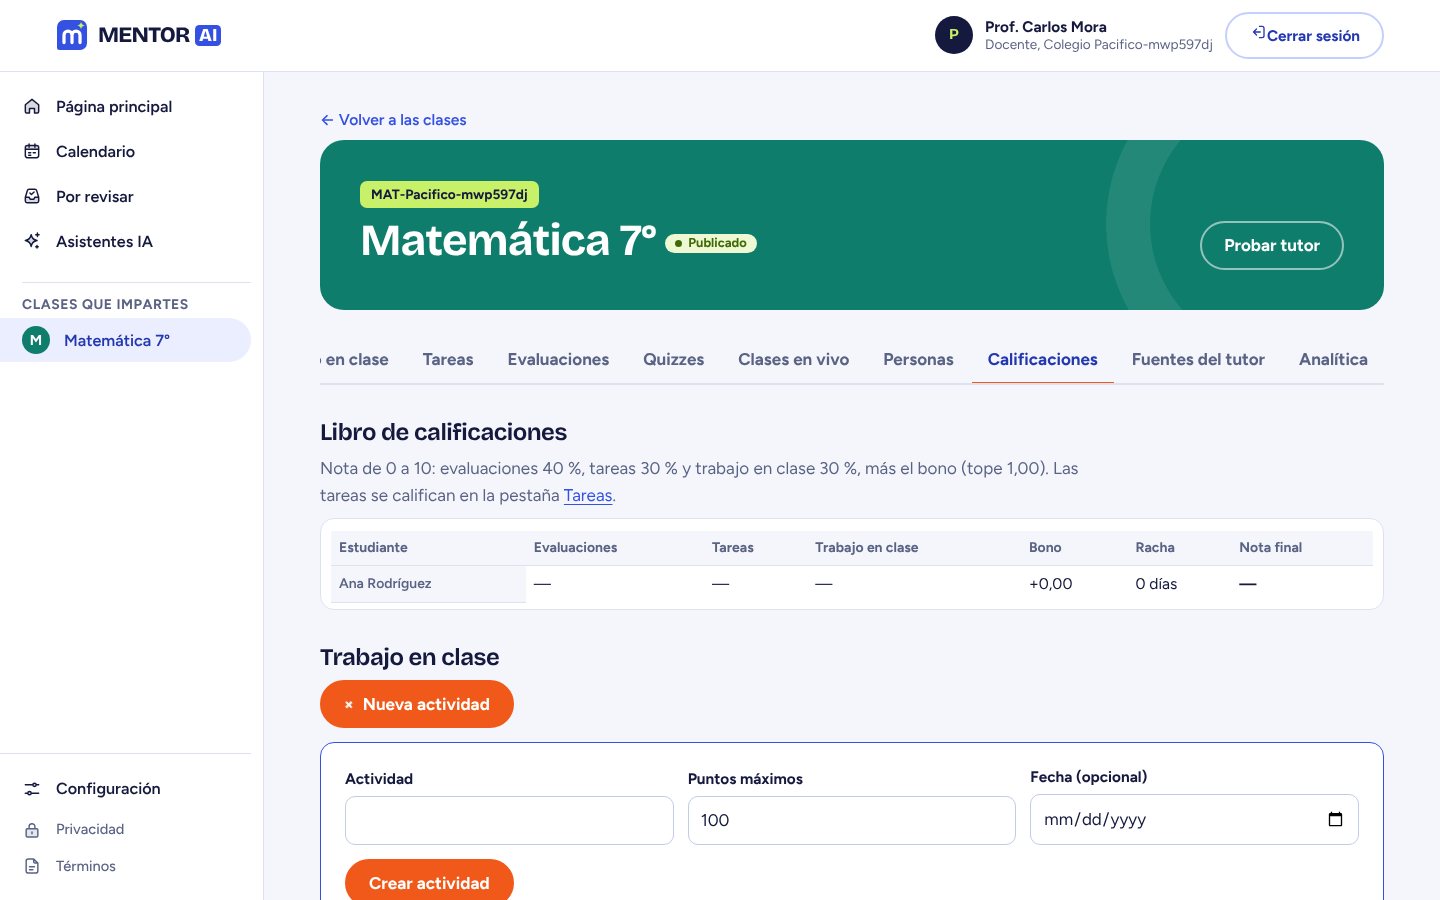 MENTOR AI
P
Prof. Carlos Mora
Docente, Colegio Pacifico-mwp597dj
Cerrar sesión
Página principal
Calendario
Por revisar
Asistentes IA
CLASES QUE IMPARTES
M Matemática 7°
Configuración
Privacidad
Términos
← Volver a las clases
MAT-Pacifico-mwp597dj
Matemática 7° Publicado
Probar tutor
en clase Tareas Evaluaciones Quizzes Clases en vivo Personas Calificaciones Fuentes del tutor Analítica
Libro de calificaciones
Nota de 0 a 10: evaluaciones 40 %, tareas 30 % y trabajo en clase 30 %, más el bono (tope 1,00). Las
tareas se califican en la pestaña Tareas.
Estudiante Evaluaciones Tareas Trabajo en clase Bono Racha Nota final
Ana Rodríguez — — — +0,00 0 días —
Trabajo en clase
× Nueva actividad
Actividad Puntos máximos Fecha (opcional)
100 mm/dd/yyyy
Crear actividad